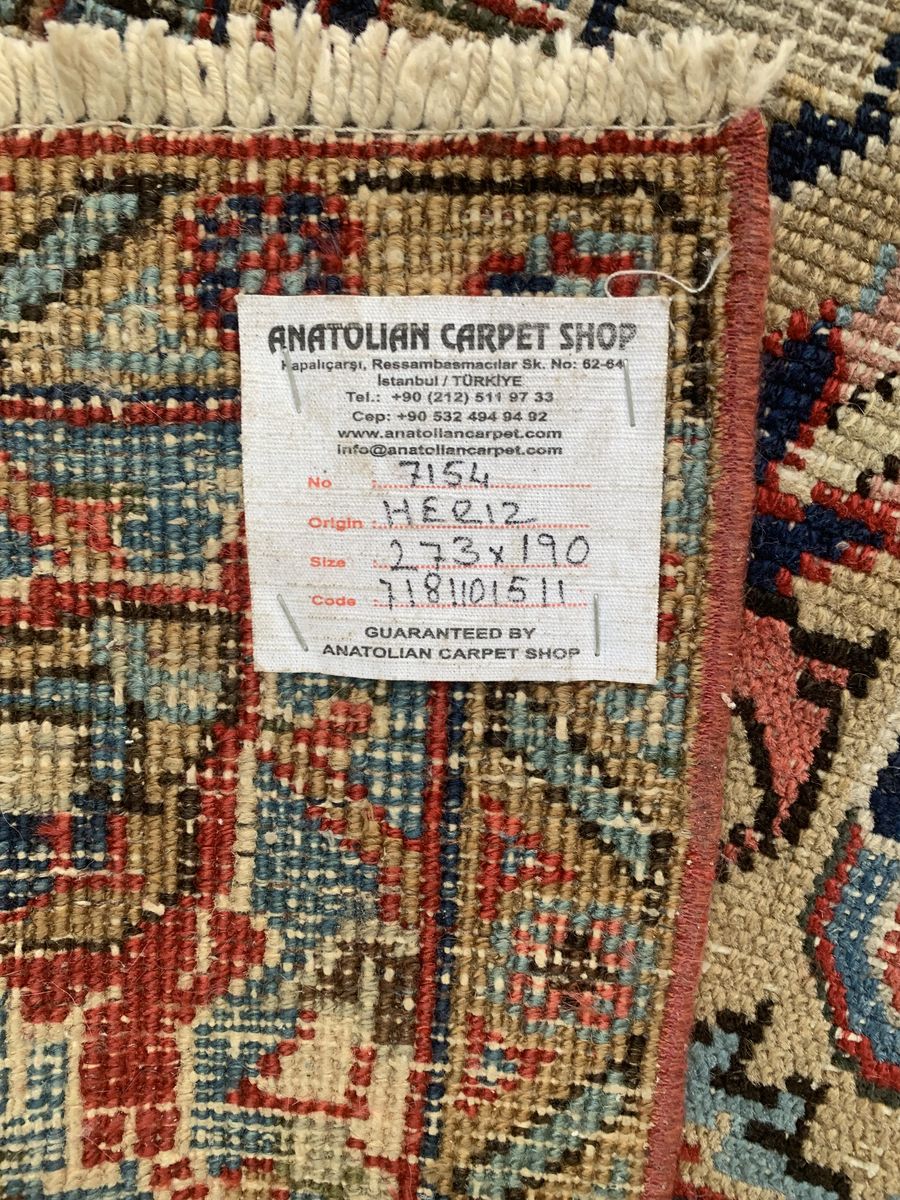 ANATOLIAN CARPET SHOP
Kapalıçarşı, Ressambasmacılar Sk. No: 62-64
İstanbul / TÜRKİYE
Tel.: +90 (212) 511 97 33
Cep: +90 532 494 94 92
www.anatoliancarpet.com
info@anatoliancarpet.com
No : 7154
Origin : HERIZ
Size : 273 x 190
Code : 7181101511
GUARANTEED BY
ANATOLIAN CARPET SHOP